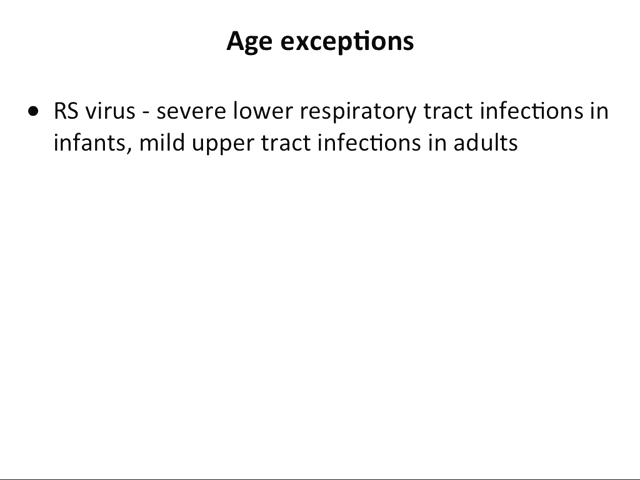 Age exceptions
● RS virus - severe lower respiratory tract infections in
infants, mild upper tract infections in adults